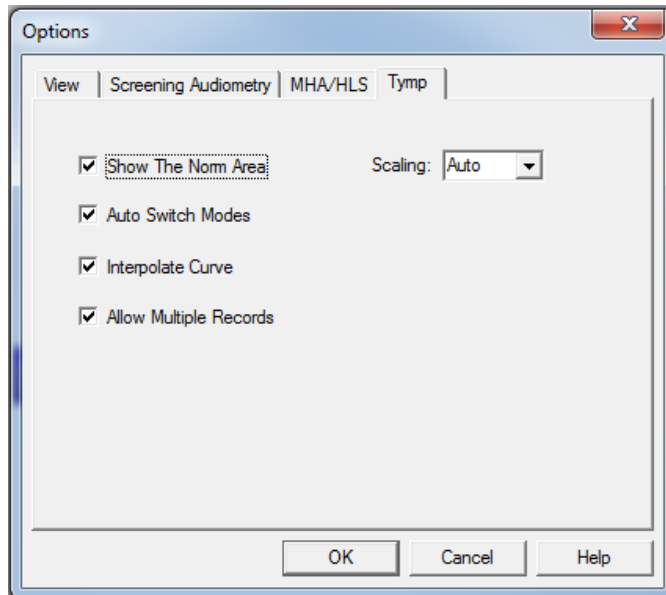 Options
View Screening Audiometry MHA/HLS Tymp
Show The Norm Area Scaling: Auto
Auto Switch Modes
Interpolate Curve
Allow Multiple Records
OK Cancel Help